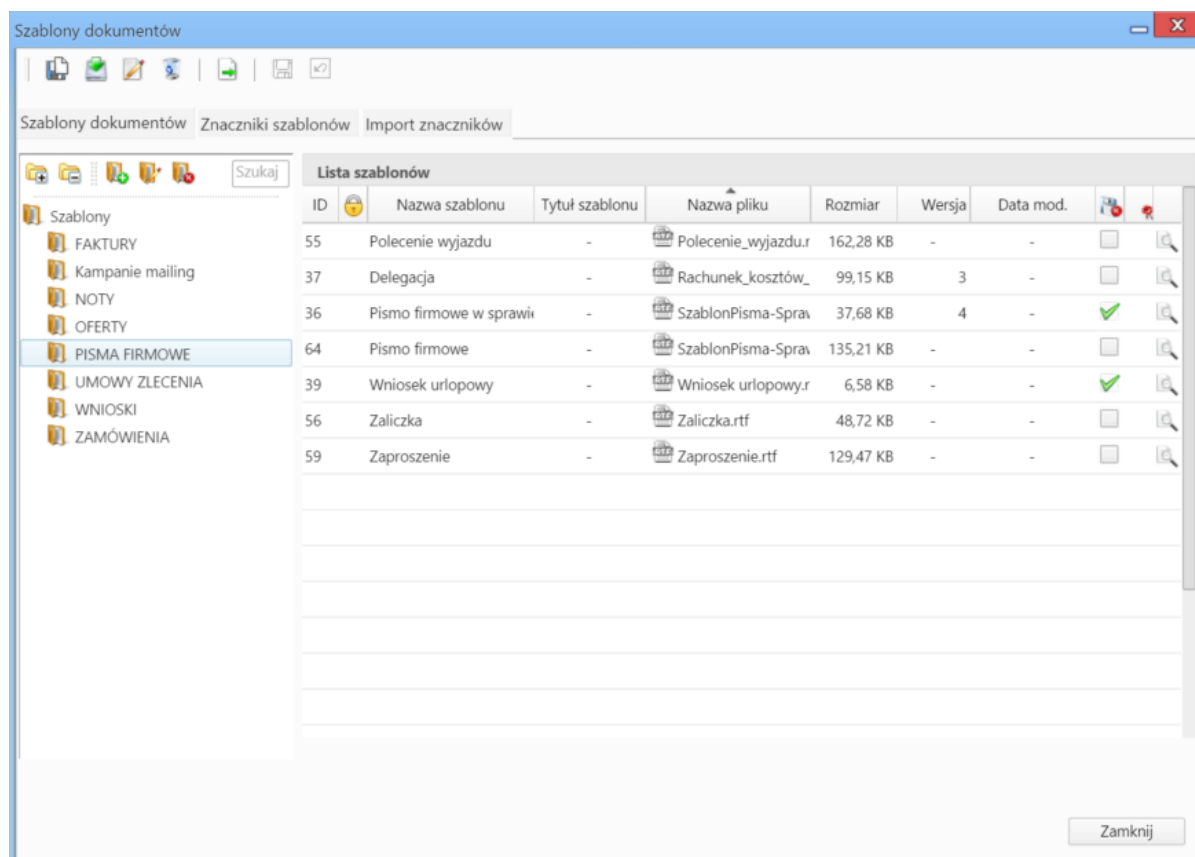 Szablony dokumentów
Szablony dokumentów Znaczniki szablonów Import znaczników
Szukaj
Szablony
FAKTURY
Kampanie mailing
NOTY
OFERTY
PISMA FIRMOWE
UMOWY ZLECENIA
WNIOSKI
ZAMÓWIENIA
Lista szablonów
ID Nazwa szablonu Tytuł szablonu Nazwa pliku Rozmiar Wersja Data mod.
55 Polecenie wyjazdu - Polecenie_wyjazdu.r 162,28 KB - -
37 Delegacja - Rachunek_kosztów_ 99,15 KB 3 -
36 Pismo firmowe w sprawie - SzablonPisma-Spraw 37,68 KB 4 -
64 Pismo firmowe - SzablonPisma-Spraw 135,21 KB - -
39 Wniosek urlopowy - Wniosek urlopowy.r 6,58 KB - -
56 Zaliczka - Zaliczka.rtf 48,72 KB - -
59 Zaproszenie - Zaproszenie.rtf 129,47 KB - -
Zamknij